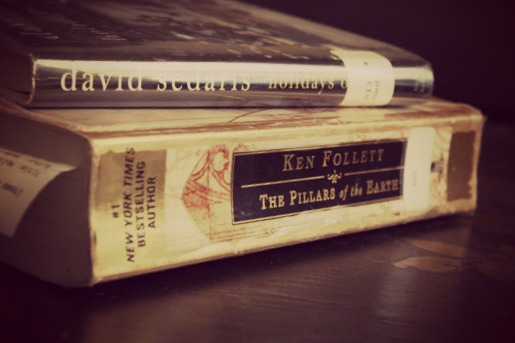 david sedaris holidays o
#1
NEW YORK TIMES
BESTSELLING
AUTHOR
KEN FOLLETT
THE PILLARS of the EARTH